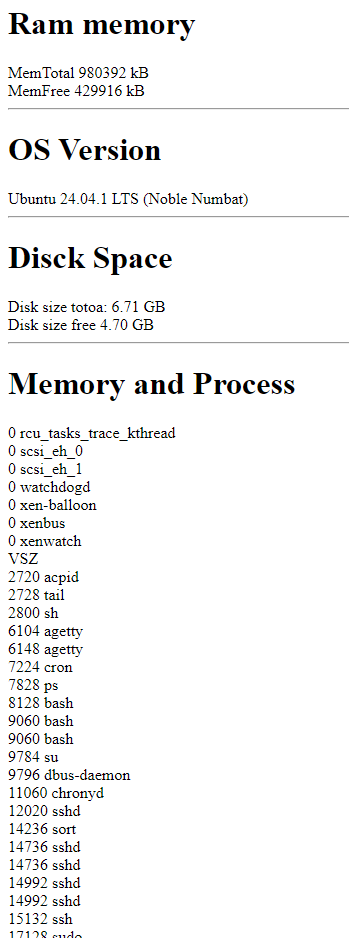 Ram memory
MemTotal 980392 kB
MemFree 429916 kB
OS Version
Ubuntu 24.04.1 LTS (Noble Numbat)
Disck Space
Disk size totoa: 6.71 GB
Disk size free 4.70 GB
Memory and Process
0 rcu_tasks_trace_kthread
0 scsi_eh_0
0 scsi_eh_1
0 watchdogd
0 xen-balloon
0 xenbus
0 xenwatch
VSZ
2720 acpid
2728 tail
2800 sh
6104 agetty
6148 agetty
7224 cron
7828 ps
8128 bash
9060 bash
9060 bash
9784 su
9796 dbus-daemon
11060 chronyd
12020 sshd
14236 sort
14736 sshd
14736 sshd
14992 sshd
14992 sshd
15132 ssh
17128 sudo